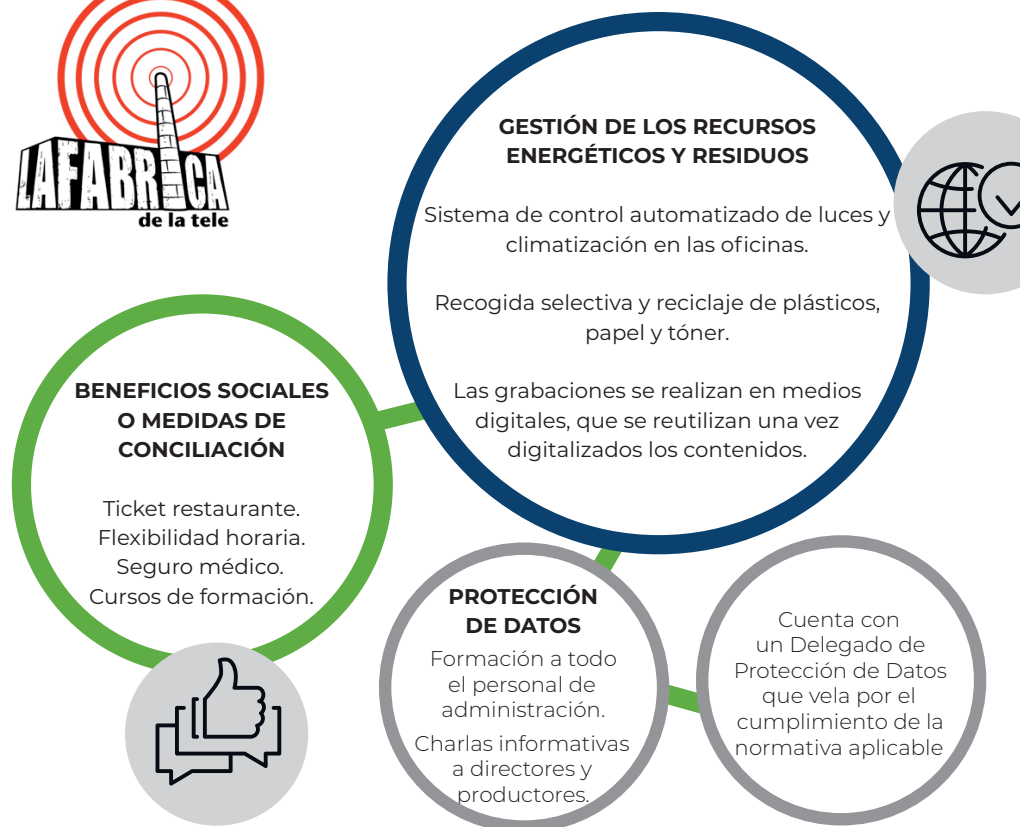 LAFABRICA
de la tele
GESTIÓN DE LOS RECURSOS
ENERGÉTICOS Y RESIDUOS
Sistema de control automatizado de luces y
climatización en las oficinas.
Recogida selectiva y reciclaje de plásticos,
papel y tóner.
Las grabaciones se realizan en medios
digitales, que se reutilizan una vez
digitalizados los contenidos.
BENEFICIOS SOCIALES
O MEDIDAS DE
CONCILIACIÓN
Ticket restaurante.
Flexibilidad horaria.
Seguro médico.
Cursos de formación.
PROTECCIÓN
DE DATOS
Formación a todo
el personal de
administración.
Charlas informativas
a directores y
productores.
Cuenta con
un Delegado de
Protección de Datos
que vela por el
cumplimiento de la
normativa aplicable